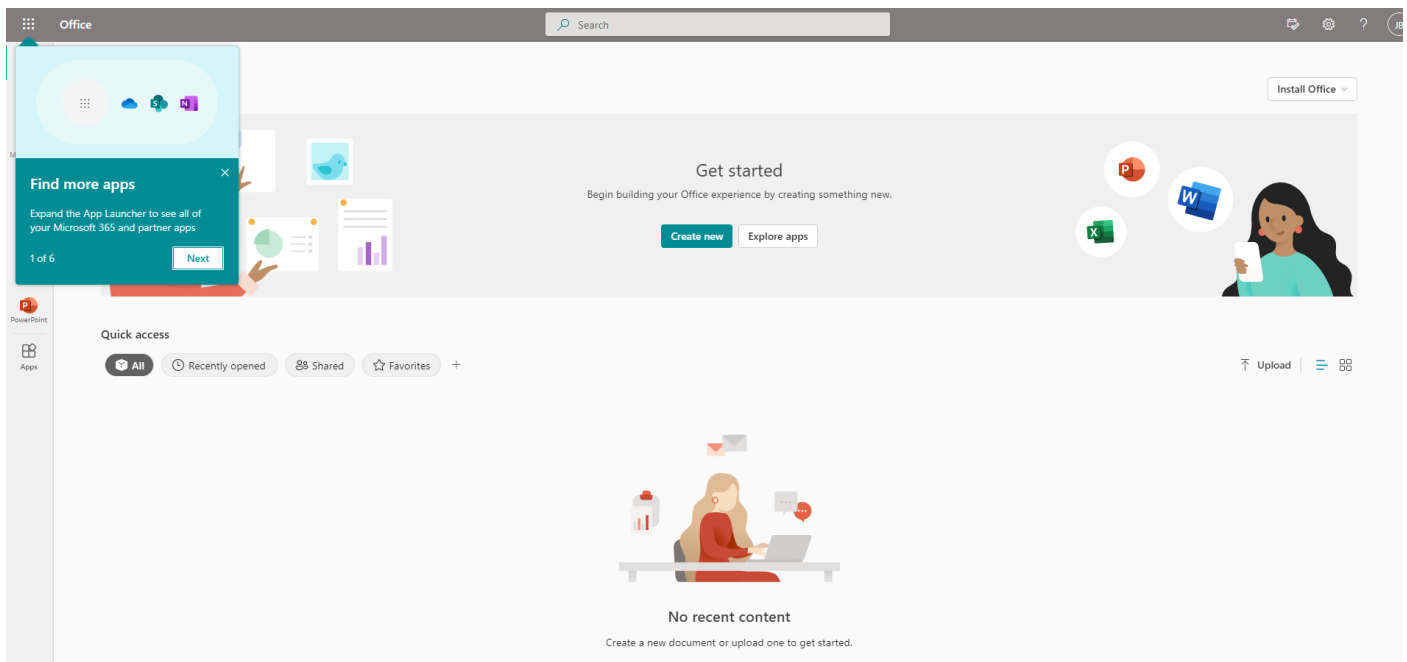 Office
Search
JB
Install Office
Find more apps
Expand the App Launcher to see all of
your Microsoft 365 and partner apps
1 of 6
Next
Get started
Begin building your Office experience by creating something new.
Create new
Explore apps
PowerPoint
Apps
Quick access
All
Recently opened
Shared
Favorites
Upload
No recent content
Create a new document or upload one to get started.